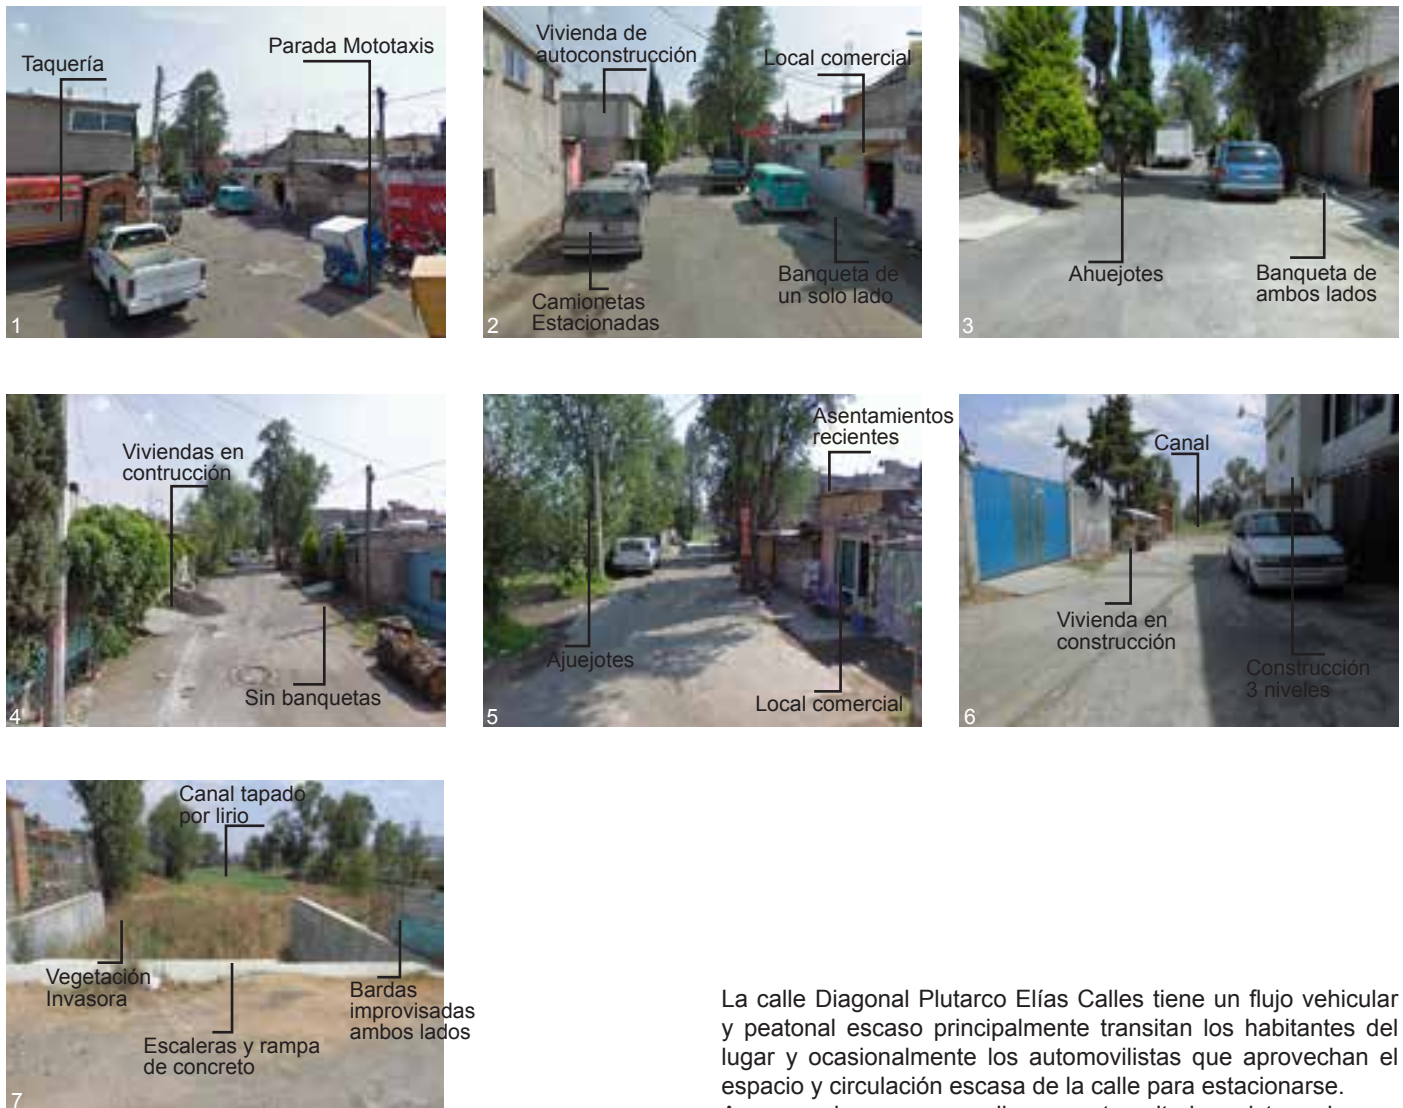 Taquería
Parada Mototaxis
1
Vivienda de
autoconstrucción
Local comercial
Camionetas
Estacionadas
Banqueta de
un solo lado
2
Ahuejotes
Banqueta de
ambos lados
3
Viviendas en
contrucción
Sin banquetas
4
Asentamientos
recientes
Ajuejotes
Local comercial
5
Canal
Vivienda en
construcción
Construcción
3 niveles
6
Canal tapado
por lirio
Vegetación
Invasora
Escaleras y rampa
de concreto
Bardas
improvisadas
ambos lados
7
La calle Diagonal Plutarco Elías Calles tiene un flujo vehicular
y peatonal escaso principalmente transitan los habitantes del
lugar y ocasionalmente los automovilistas que aprovechan el
espacio y circulación escasa de la calle para estacionarse.